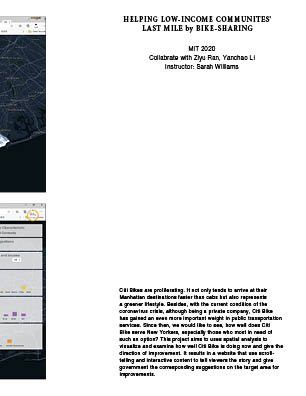 HELPING LOW-INCOME COMMUNITES'
LAST MILE by BIKE-SHARING
MIT 2020
Collabrate with Ziyu Ran, Yanchao Li
Instructor: Sarah Williams
Citi Bikes are proliferating. It not only tends to arrive at their
Manhattan destinations faster than cabs but also represents
a greener lifestyle. Besides, with the current condition of the
coronavirus crisis, although being a private company, Citi Bike
has gained an even more important weight in public transportation
services. Since then, we would like to see, how well does Citi
Bike serve New Yorkers, especially those who most in need of
such an option? This project aims to uses spatial analysis to
visualize and examine how well Citi Bike is doing now and give the
direction of improvement. It results in a website that use scroll-
telling and interactive content to tell viewers the story and give
government the corresponding suggestions on the target area for
improvements.